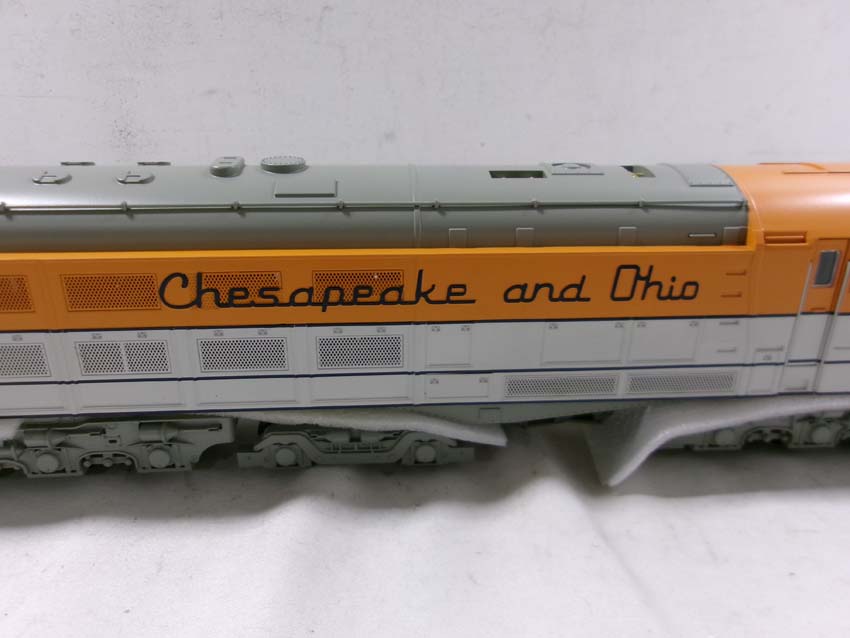 Chesapeake and Ohio